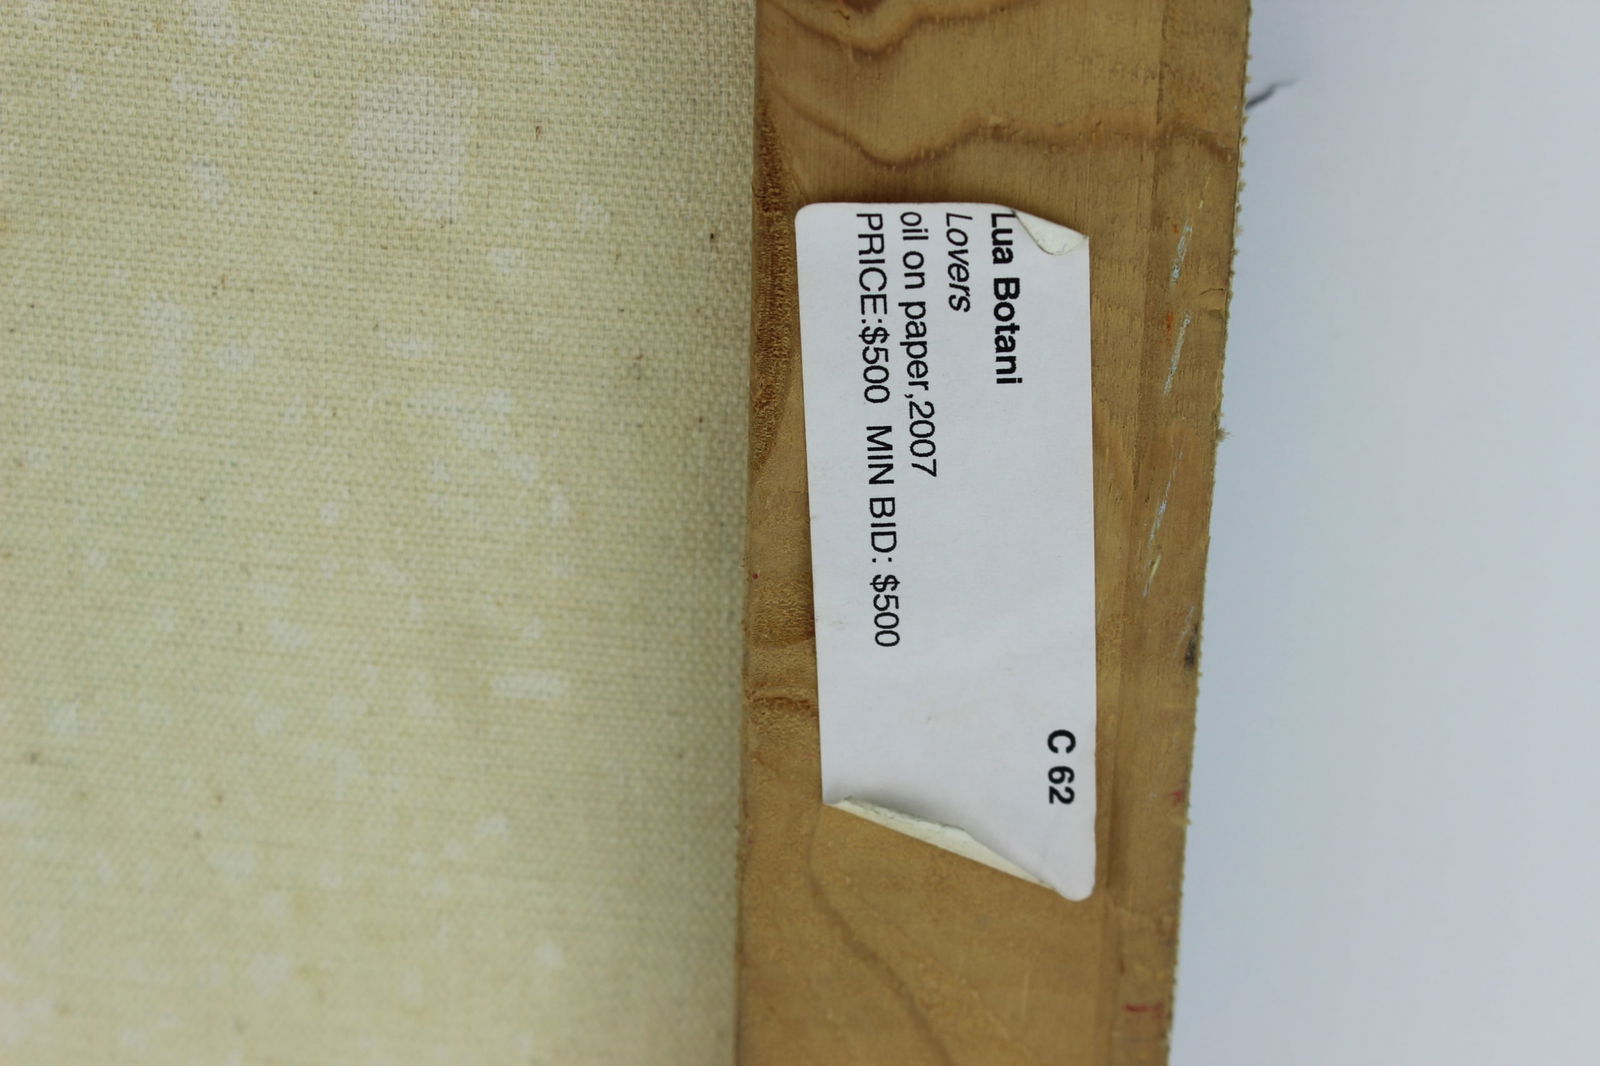 Lua Botani
Lovers
oil on paper,2007
PRICE:$500 MIN BID: $500
C 62